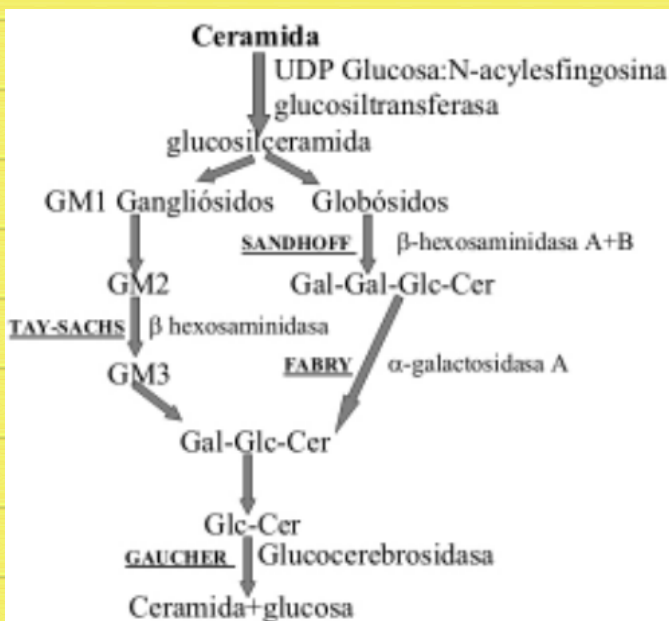 Ceramida
UDP Glucosa:N-acylesfingosina
glucosiltransferasa
glucosilceramida
GM1 Gangliósidos
Globósidos
SANDHOFF
β-hexosaminidasa A+B
GM2
Gal-Gal-Glc-Cer
TAY-SACHS
β hexosaminidasa
FABRY
α-galactosidasa A
GM3
Gal-Glc-Cer
Glc-Cer
GAUCHER
Glucocerebrosidasa
Ceramida+glucosa